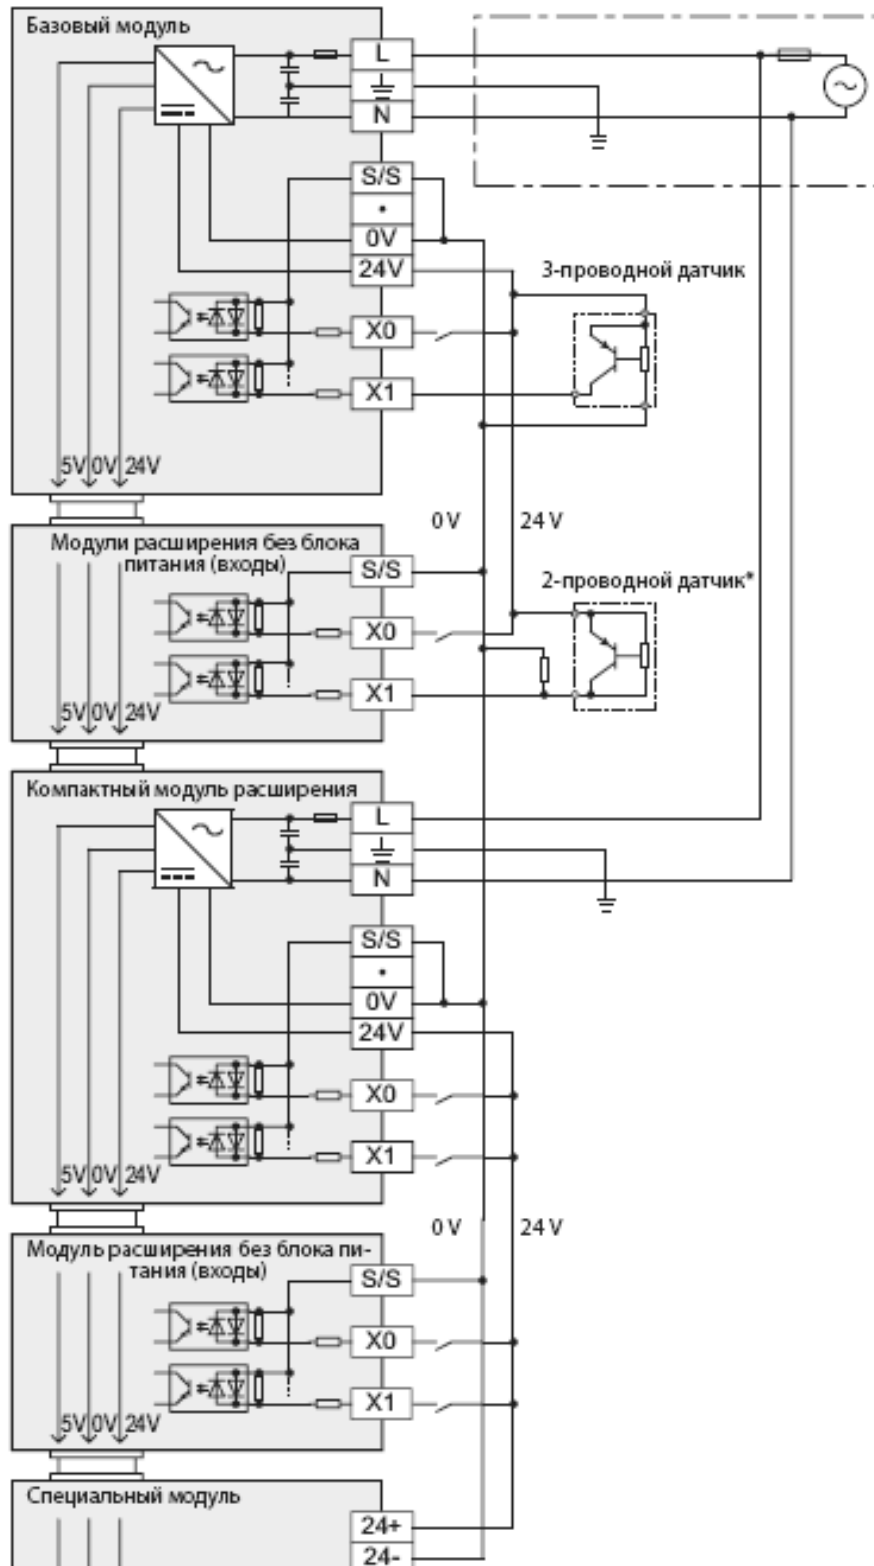 Базовый модуль
L
N
S/S
•
0V
24V
3-проводной датчик
X0
X1
5V 0V 24V
0 V 24 V
Модули расширения без блока
питания (входы)
S/S
2-проводной датчик*
X0
X1
5V 0V 24V
Компактный модуль расширения
L
N
S/S
•
0V
24V
X0
X1
5V 0V 24V
0 V 24 V
Модуль расширения без блока пи-
тания (входы)
S/S
X0
X1
5V 0V 24V
Специальный модуль
24+
24-